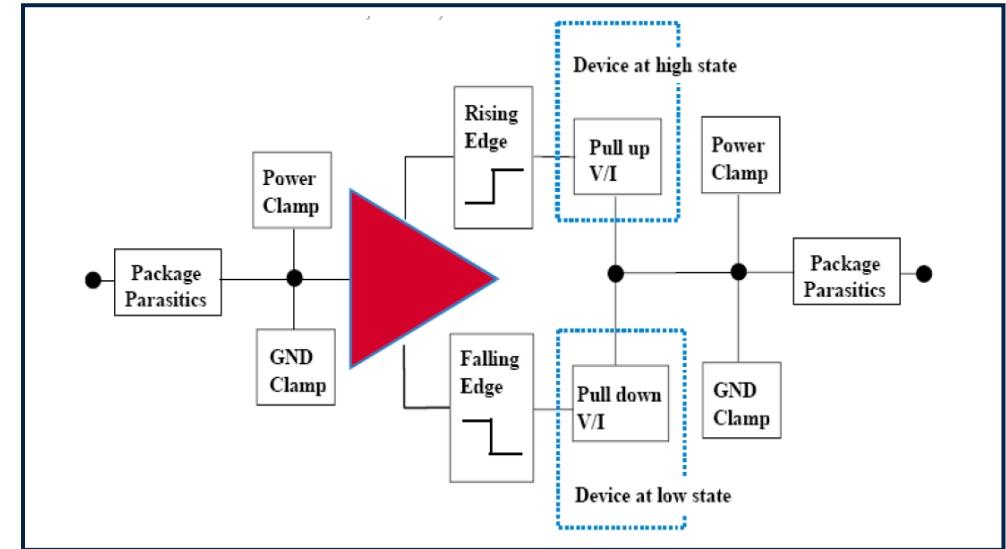 Device at high state
Rising
Edge
Pull up
V/I
Power
Clamp
Power
Clamp
Package
Parasitics
Package
Parasitics
GND
Clamp
Falling
Edge
Pull down
V/I
GND
Clamp
Device at low state